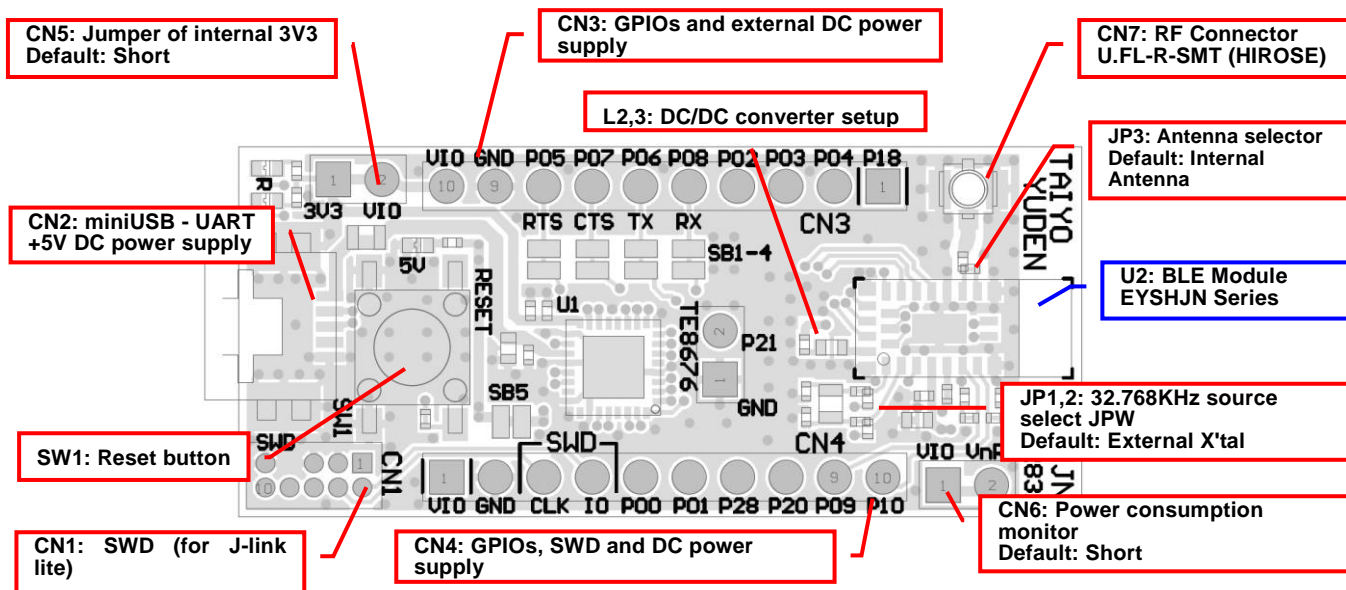 CN5: Jumper of internal 3V3
Default: Short
CN3: GPIOs and external DC power
supply
CN7: RF Connector
U.FL-R-SMT (HIROSE)
L2,3: DC/DC converter setup
JP3: Antenna selector
Default: Internal
Antenna
CN2: miniUSB - UART
+5V DC power supply
U2: BLE Module
EYSHJN Series
SW1: Reset button
JP1,2: 32.768KHz source
select JPW
Default: External X'tal
CN1: SWD (for J-link
lite)
CN4: GPIOs, SWD and DC power
supply
CN6: Power consumption
monitor
Default: Short
VIO GND P05 P07 P06 P08 P02 P03 P04 P18
1 2 10 9 1
R
3V3 VIO
RTS CTS TX RX
CN3
TAIYO
YUDEN
5V
SB1-4
RESET
U1
TE8676
2
P21
1
GND
SB5
SW1
SWD
SWD
CN4
VIO
1
10
CN1
1
9 10
1 2
VIO GND CLK IO P00 P01 P28 P20 P09 P10